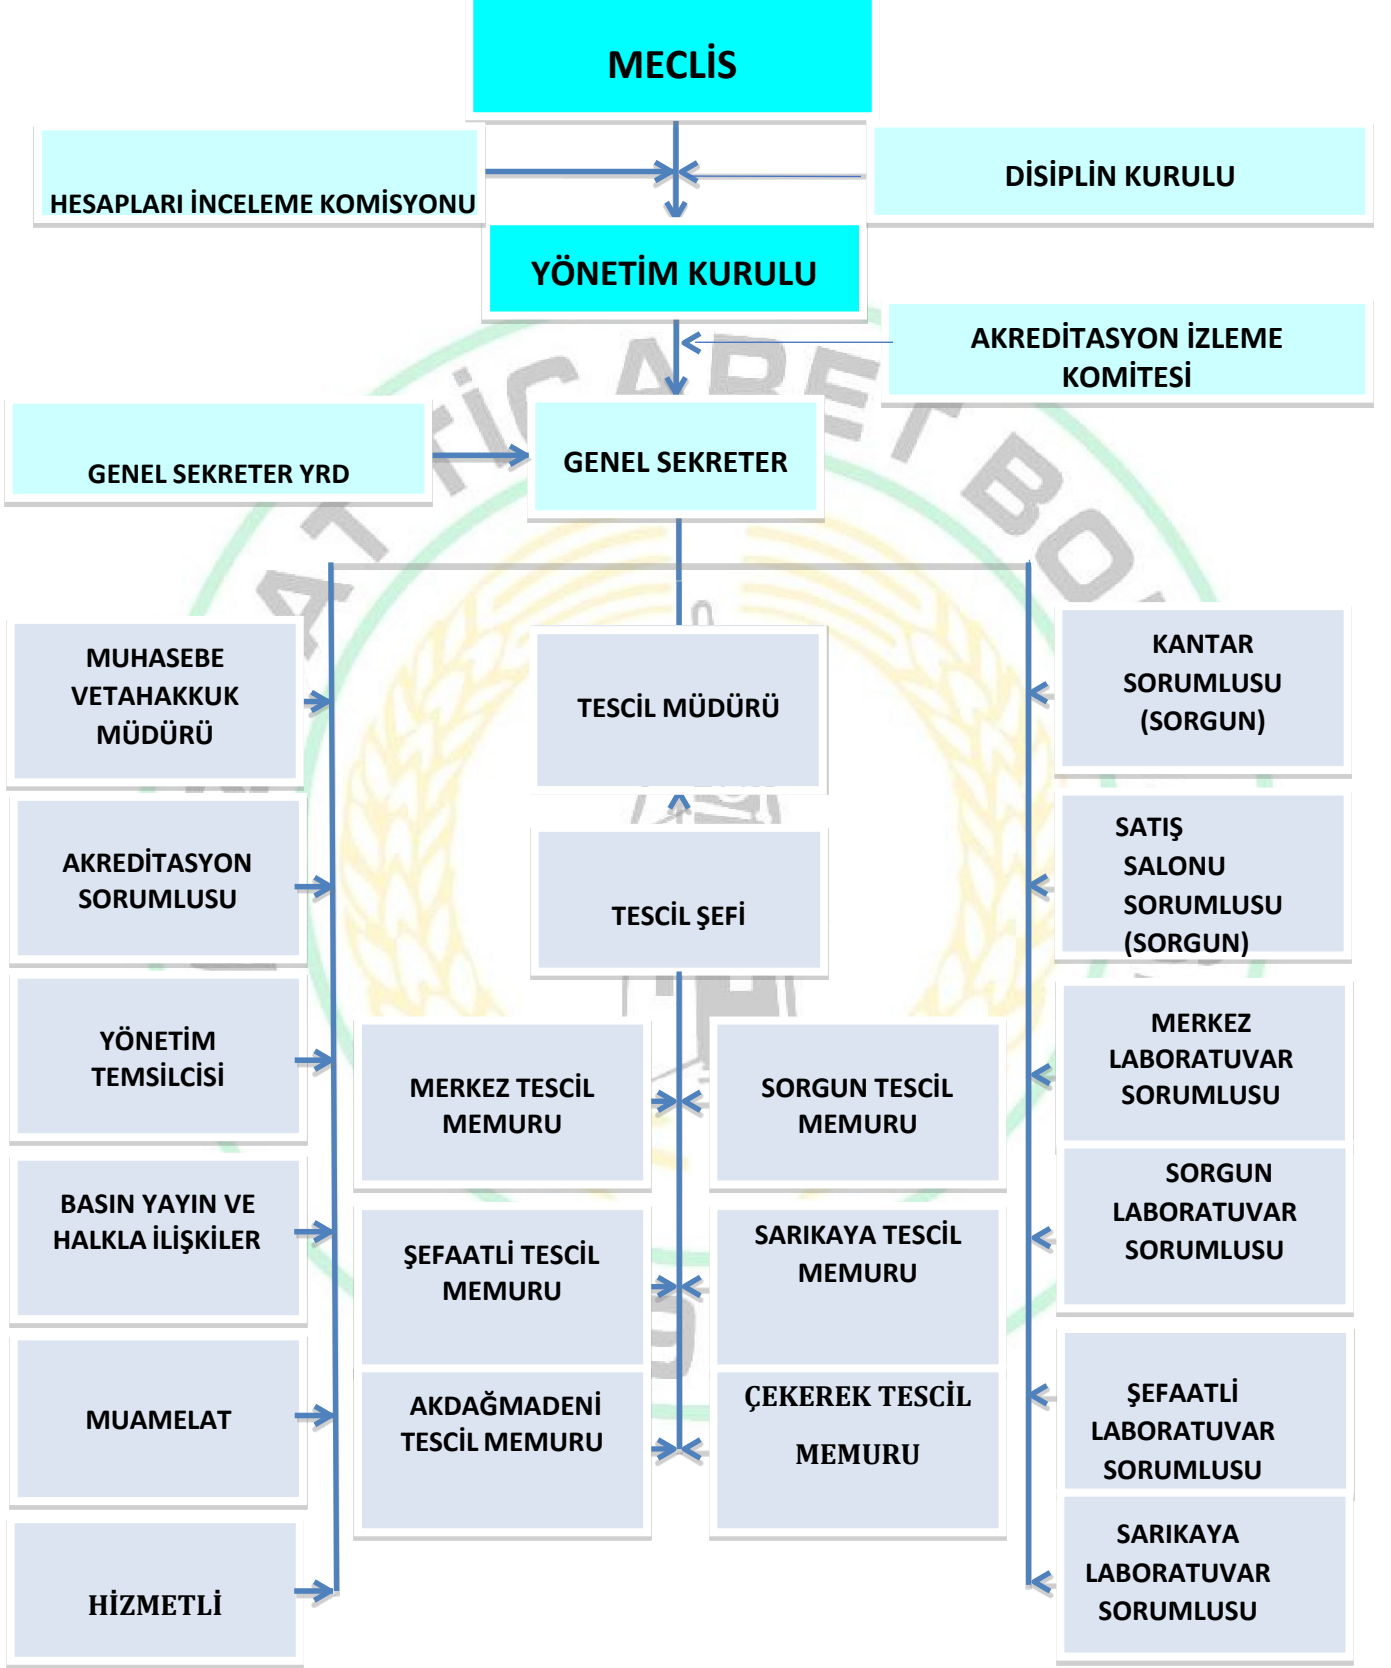 MECLİS
HESAPLARI İNCELEME KOMİSYONU
DİSİPLİN KURULU
YÖNETİM KURULU
AKREDİTASYON İZLEME
KOMİTESİ
GENEL SEKRETER YRD
GENEL SEKRETER
MUHASEBE
VETAHAKKUK
MÜDÜRÜ
TESCİL MÜDÜRÜ
KANTAR
SORUMLUSU
(SORGUN)
AKREDİTASYON
SORUMLUSU
TESCİL ŞEFİ
SATIŞ
SALONU
SORUMLUSU
(SORGUN)
YÖNETİM
TEMSİLCİSİ
MERKEZ TESCİL
MEMURU
SORGUN TESCİL
MEMURU
MERKEZ
LABORATUVAR
SORUMLUSU
BASIN YAYIN VE
HALKLA İLİŞKİLER
ŞEFAATLİ TESCİL
MEMURU
SARIKAYA TESCİL
MEMURU
SORGUN
LABORATUVAR
SORUMLUSU
MUAMELAT
AKDAĞMADENİ
TESCİL MEMURU
ÇEKEREK TESCİL
MEMURU
ŞEFAATLİ
LABORATUVAR
SORUMLUSU
HİZMETLİ
SARIKAYA
LABORATUVAR
SORUMLUSU